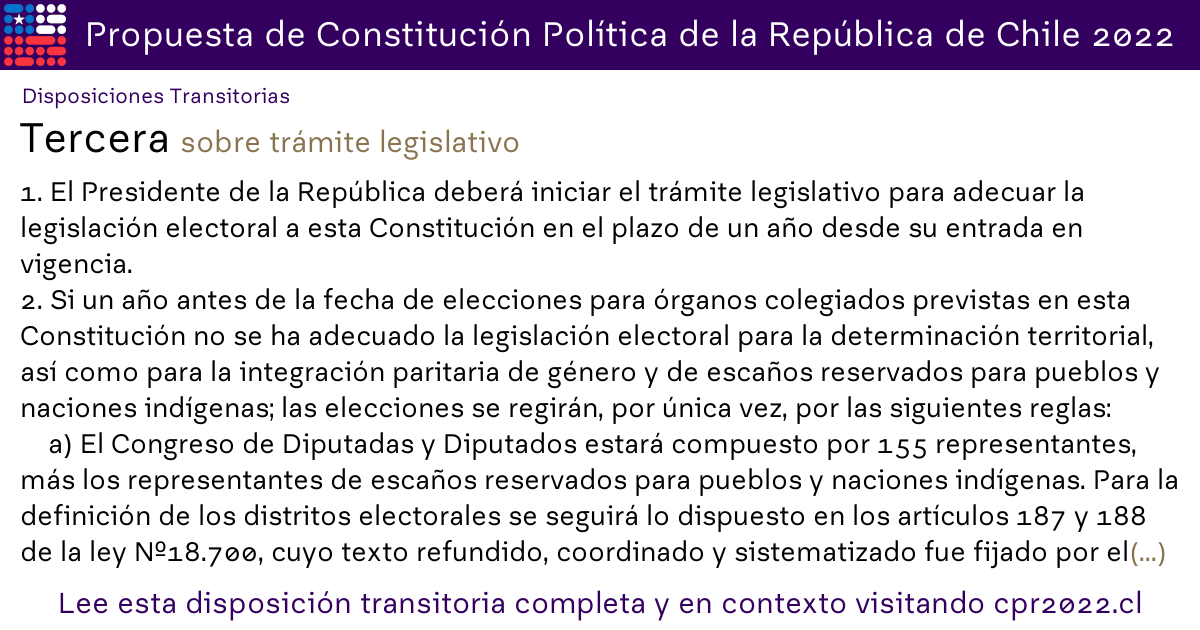 Propuesta de Constitución Política de la República de Chile 2022
Disposiciones Transitorias
Tercera sobre trámite legislativo
1. El Presidente de la República deberá iniciar el trámite legislativo para adecuar la
legislación electoral a esta Constitución en el plazo de un año desde su entrada en
vigencia.
2. Si un año antes de la fecha de elecciones para órganos colegiados previstas en esta
Constitución no se ha adecuado la legislación electoral para la determinación territorial,
así como para la integración paritaria de género y de escaños reservados para pueblos y
naciones indígenas; las elecciones se regirán, por única vez, por las siguientes reglas:
a) El Congreso de Diputadas y Diputados estará compuesto por 155 representantes,
más los representantes de escaños reservados para pueblos y naciones indígenas. Para la
definición de los distritos electorales se seguirá lo dispuesto en los artículos 187 y 188
de la ley Nº18.700, cuyo texto refundido, coordinado y sistematizado fue fijado por el(...)
Lee esta disposición transitoria completa y en contexto visitando cpr2022.cl